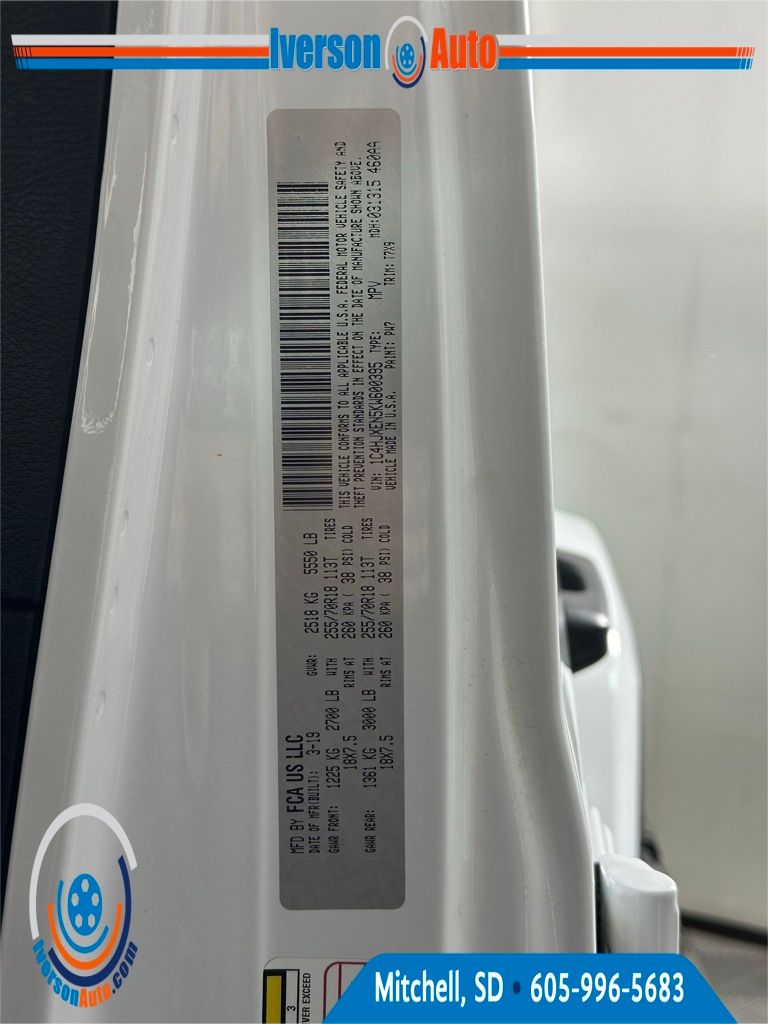 Iverson Auto
MFD BY FCA US LLC
DATE OF MFR(BUILT): 3-19
GVWR: 2518 KG 5550 LB
GAWR FRONT: 1225 KG 2700 LB WITH 255/70R18 113T TIRES
18X7.5 RIMS AT 260 KPA ( 38 PSI) COLD
GAWR REAR: 1361 KG 3000 LB WITH 255/70R18 113T TIRES
18X7.5 RIMS AT 260 KPA ( 38 PSI) COLD
THIS VEHICLE CONFORMS TO ALL APPLICABLE U.S.A. FEDERAL MOTOR VEHICLE SAFETY AND
THEFT PREVENTION STANDARDS IN EFFECT ON THE DATE OF MANUFACTURE SHOWN ABOVE.
VIN: 1C4HJXEN5KW600395 TYPE: MPV MDH:031315 460AA
VEHICLE MADE IN U.S.A. PAINT: PW7 TRIM: T7X9
IversonAuto.com
3
EXCEED
Mitchell, SD • 605-996-5683